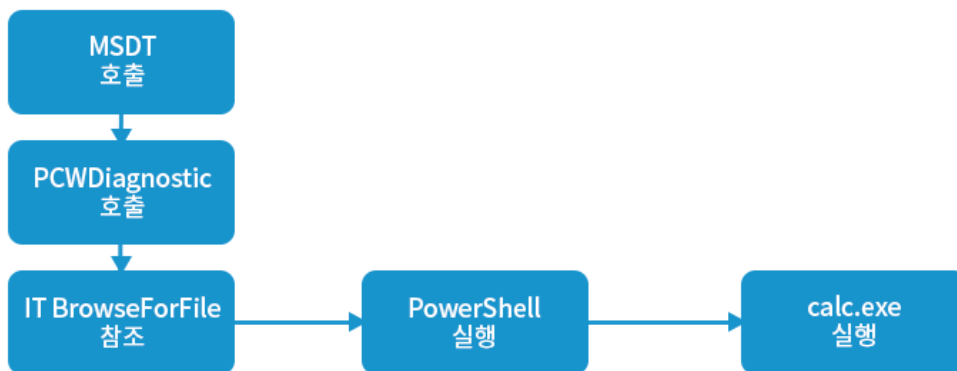 MSDT
호출
PCWDiagnostic
호출
IT BrowseForFile
참조
PowerShell
실행
calc.exe
실행